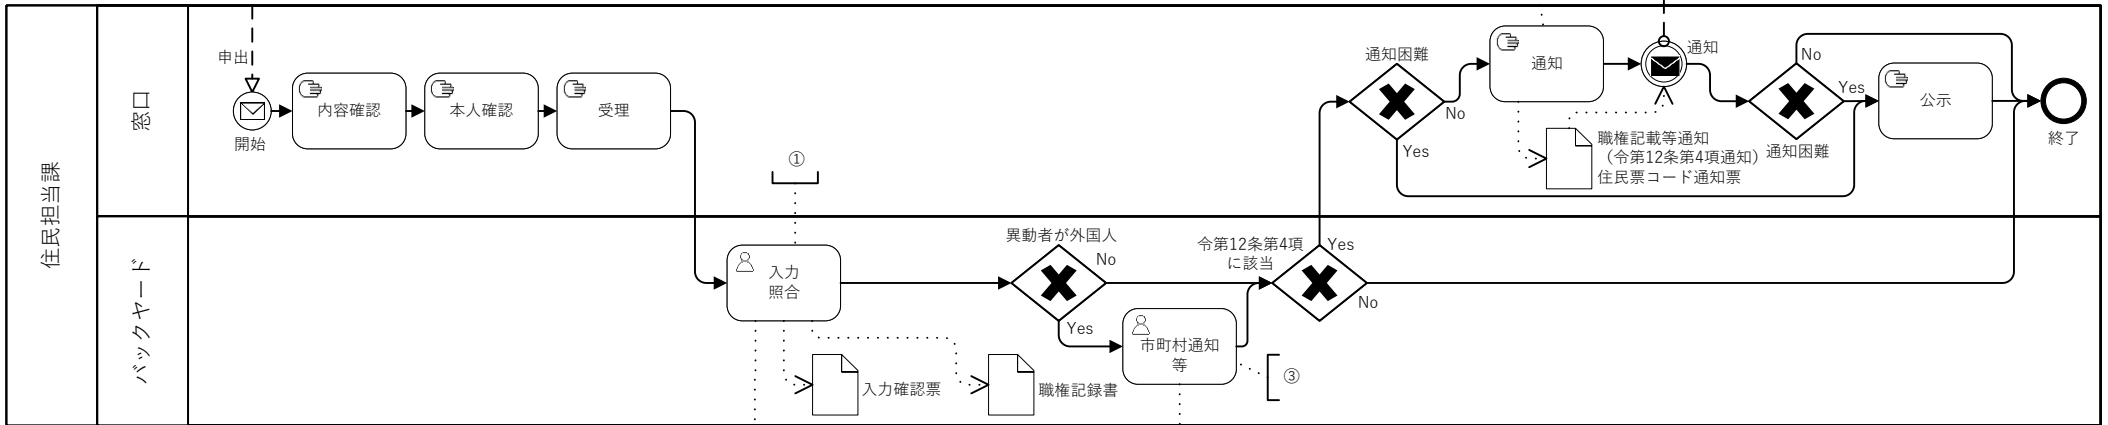 住民担当課
窓口
バックヤード
申出
開始
内容確認
本人確認
受理
①
入力
照合
入力確認票
職権記録書
異動者が外国人
No
Yes
市町村通知
等
③
令第12条第4項
に該当
Yes
No
通知困難
No
Yes
通知
通知
職権記載等通知
（令第12条第4項通知）
住民票コード通知票
No
Yes
通知困難
公示
終了